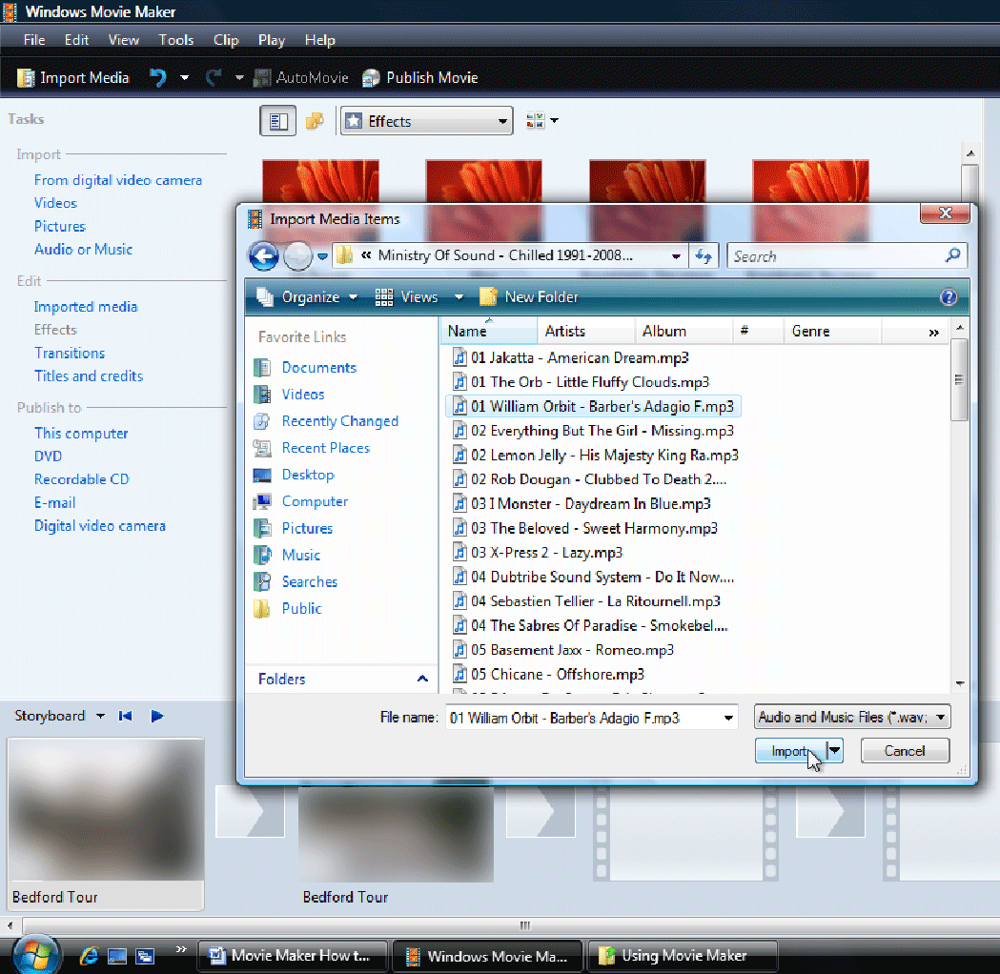 Windows Movie Maker
File Edit View Tools Clip Play Help
Import Media AutoMovie Publish Movie
Tasks
Effects
Import
From digital video camera
Videos
Pictures
Audio or Music
Edit
Imported media
Effects
Transitions
Titles and credits
Publish to
This computer
DVD
Recordable CD
E-mail
Digital video camera
Import Media Items
« Ministry Of Sound - Chilled 1991-2008...
Search
Organize Views New Folder
Favorite Links
Documents
Videos
Recently Changed
Recent Places
Desktop
Computer
Pictures
Music
Searches
Public
Folders
Name Artists Album # Genre »
01 Jakatta - American Dream.mp3
01 The Orb - Little Fluffy Clouds.mp3
01 William Orbit - Barber's Adagio F.mp3
02 Everything But The Girl - Missing.mp3
02 Lemon Jelly - His Majesty King Ra.mp3
02 Rob Dougan - Clubbed To Death 2....
03 I Monster - Daydream In Blue.mp3
03 The Beloved - Sweet Harmony.mp3
03 X-Press 2 - Lazy.mp3
04 Dubtribe Sound System - Do It Now....
04 Sebastien Tellier - La Ritournell.mp3
04 The Sabres Of Paradise - Smokebel....
05 Basement Jaxx - Romeo.mp3
05 Chicane - Offshore.mp3
File name: 01 William Orbit - Barber's Adagio F.mp3
Audio and Music Files (*.wav;
Import Cancel
Storyboard
Bedford Tour
Bedford Tour
» Movie Maker How t... Windows Movie Ma... Using Movie Maker